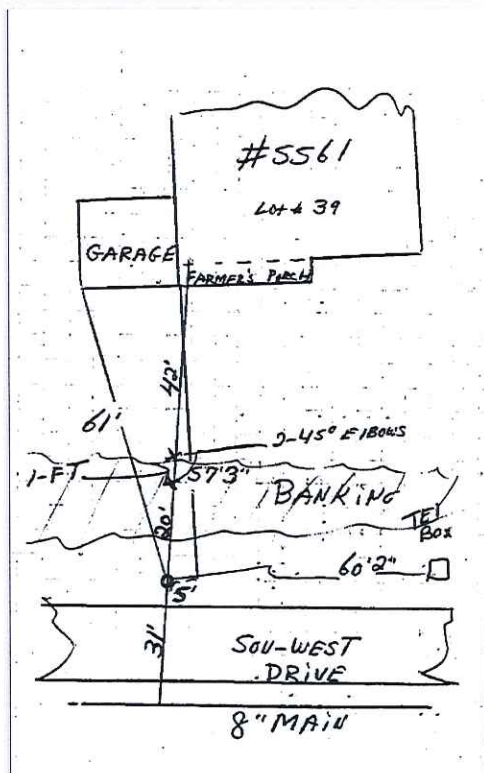 #5561
Lot # 39
GARAGE
FARMER'S PORCH
42'
61'
2-45° ElBOWS
1-FT
57'3"
BANKiNG
20'
TEl
BOX
60'2"
5'
31'
SOU-WEST
DRIVE
8" MAiN